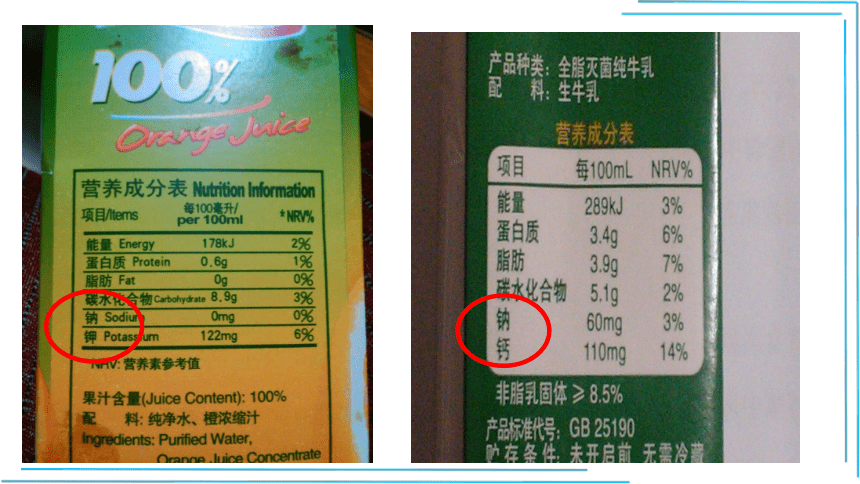 100%
Orange Juice
营养成分表 Nutrition Information
项目/Items 每100毫升/ per 100ml *NRV%
能量 Energy 178kJ 2%
蛋白质 Protein 0.6g 1%
脂肪 Fat 0g 0%
碳水化合物 Carbohydrate 8.9g 3%
钠 Sodium 0mg 0%
钾 Potassium 122mg 6%
NRV: 营养素参考值
果汁含量(Juice Content): 100%
配 料: 纯净水、橙浓缩汁
Ingredients: Purified Water,
Orange Juice Concentrate
产品种类: 全脂灭菌纯牛乳
配 料: 生牛乳
营养成分表
项目 每100mL NRV%
能量 289kJ 3%
蛋白质 3.4g 6%
脂肪 3.9g 7%
碳水化合物 5.1g 2%
钠 60mg 3%
钙 110mg 14%
非脂乳固体 ≥ 8.5%
产品标准代号: GB 25190
贮存条件: 未开启前 无需冷藏